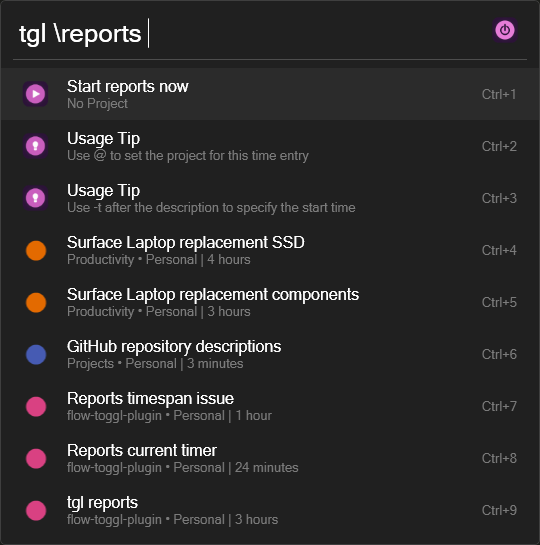 tgl \reports
Start reports now
No Project
Ctrl+1
Usage Tip
Use @ to set the project for this time entry
Ctrl+2
Usage Tip
Use -t after the description to specify the start time
Ctrl+3
Surface Laptop replacement SSD
Productivity • Personal | 4 hours
Ctrl+4
Surface Laptop replacement components
Productivity • Personal | 3 hours
Ctrl+5
GitHub repository descriptions
Projects • Personal | 3 minutes
Ctrl+6
Reports timespan issue
flow-toggl-plugin • Personal | 1 hour
Ctrl+7
Reports current timer
flow-toggl-plugin • Personal | 24 minutes
Ctrl+8
tgl reports
flow-toggl-plugin • Personal | 3 hours
Ctrl+9